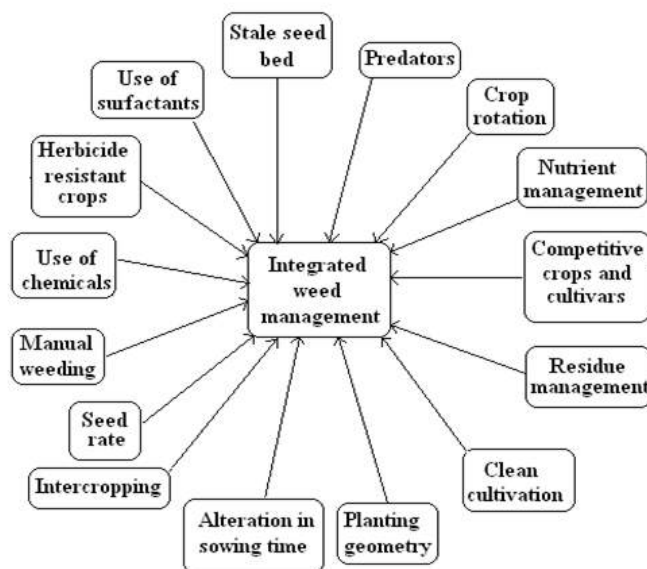 Stale seed
bed
Predators
Crop
rotation
Nutrient
management
Competitive
crops and
cultivars
Residue
management
Clean
cultivation
Planting
geometry
Alteration in
sowing time
Intercropping
Seed
rate
Manual
weeding
Use of
chemicals
Herbicide
resistant
crops
Use of
surfactants
Integrated
weed
management